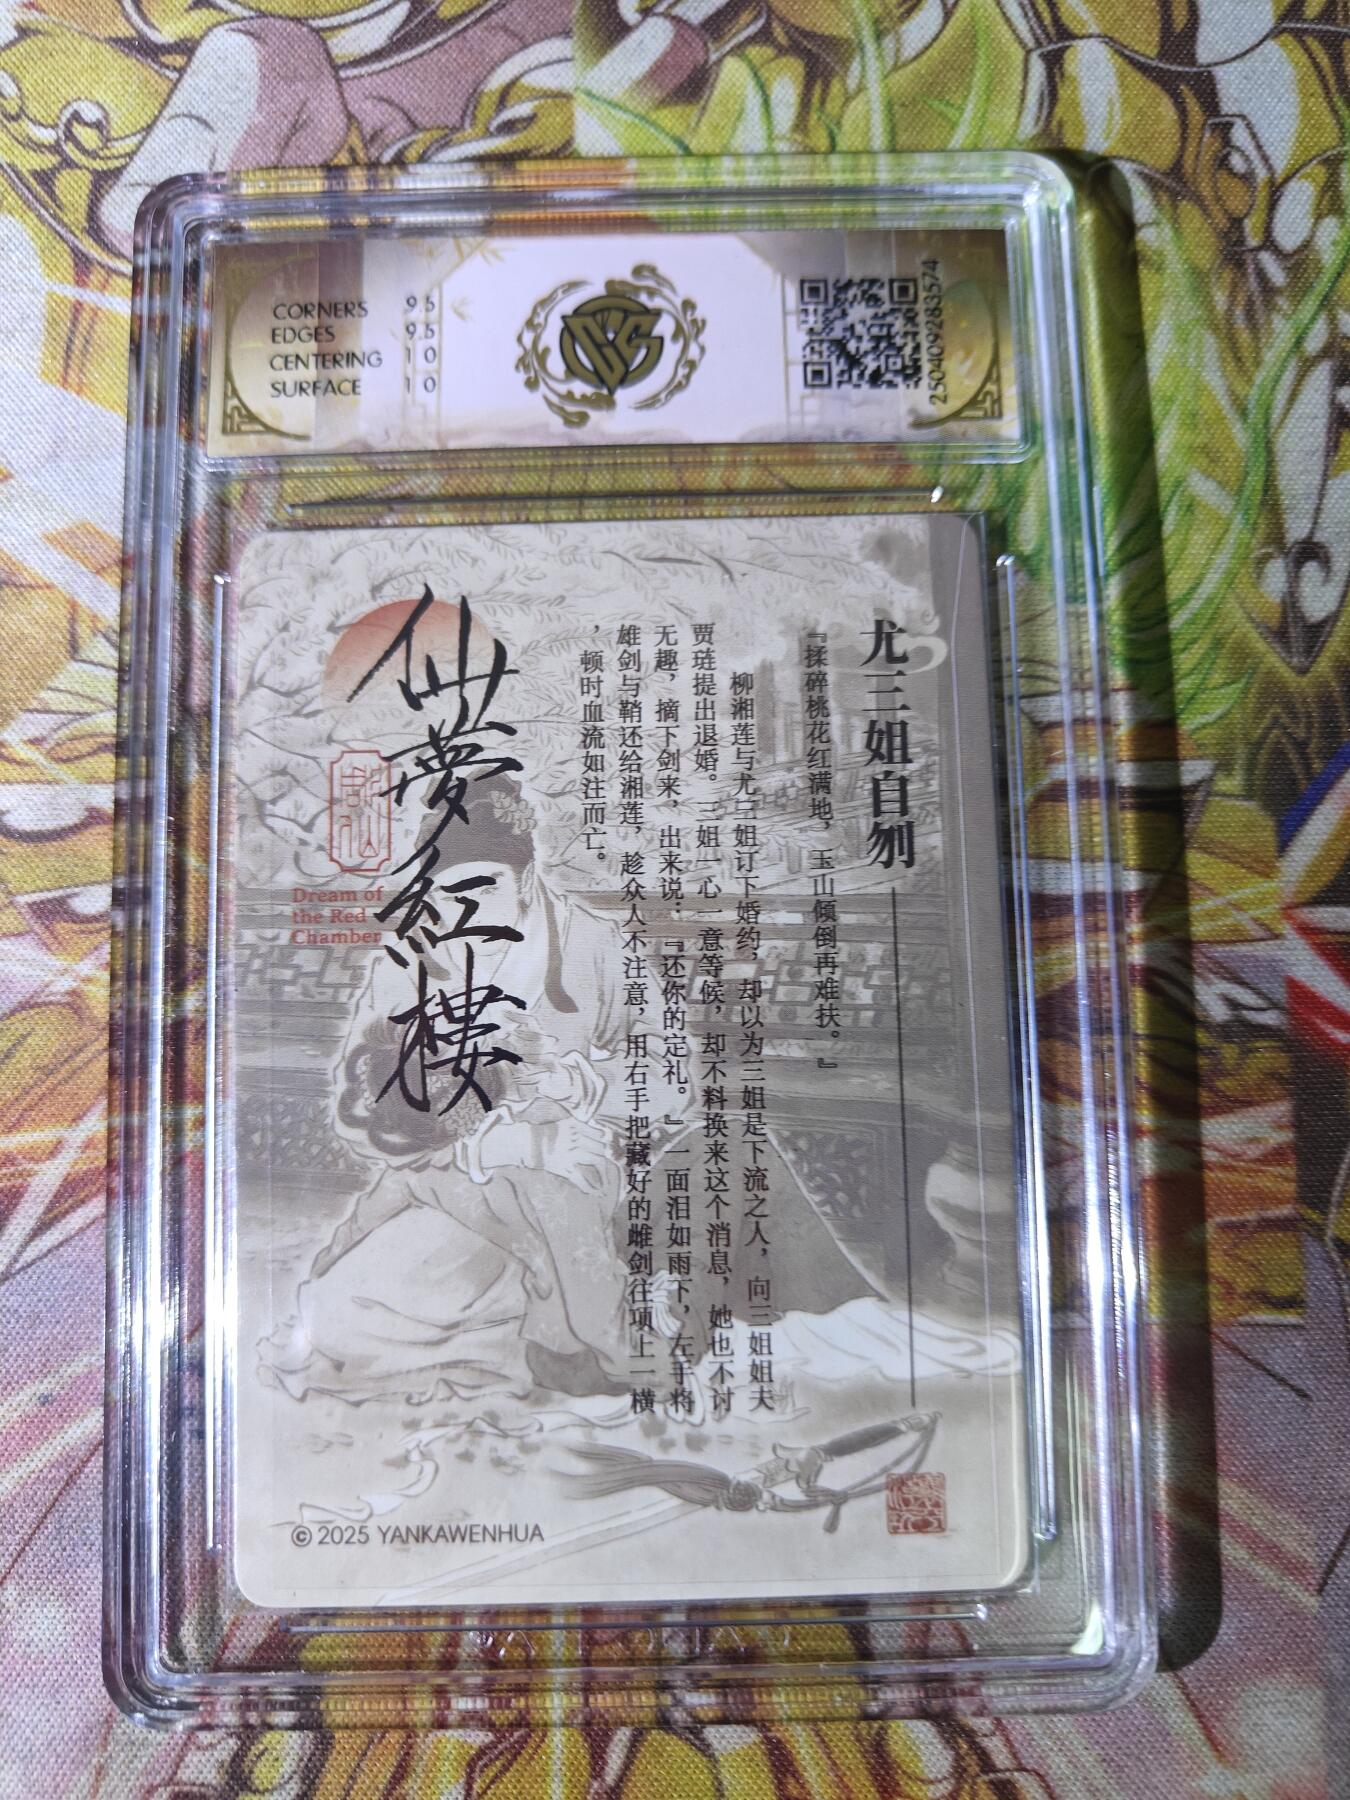 CORNERS 9.5
EDGES 9.5
CENTERING 10
SURFACE 10
2504092283574
尤三姐自刎
『揉碎桃花红满地，玉山倾倒再难扶。』
柳湘莲与尤三姐订下婚约，却以为三姐是下流之人，向三姐姐夫
贾琏提出退婚。三姐一心一意等候，却不料换来这个消息，她也不讨
无趣，摘下剑来，出来说：『还你的定礼。』一面泪如雨下，左手将
雄剑与鞘还给湘莲，趁众人不注意，用右手把藏好的雌剑往项上一横
，顿时血流如注而亡。
仙夢紅樓
Dream of
the Red
Chamber
© 2025 YANKAWENHUA